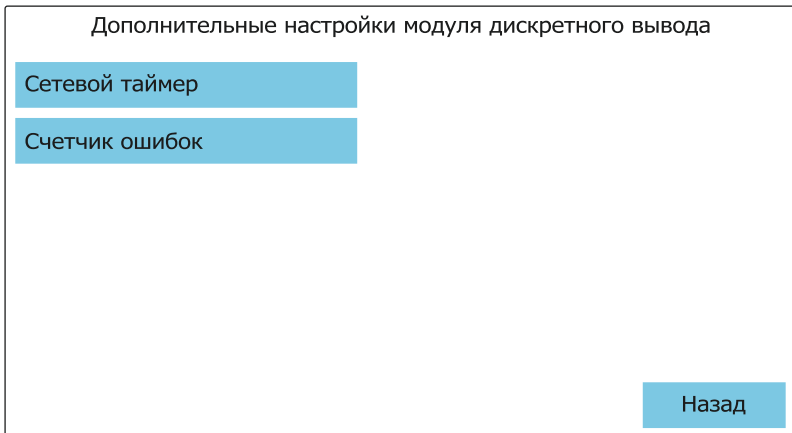 Дополнительные настройки модуля дискретного вывода
Сетевой таймер
Счетчик ошибок
Назад